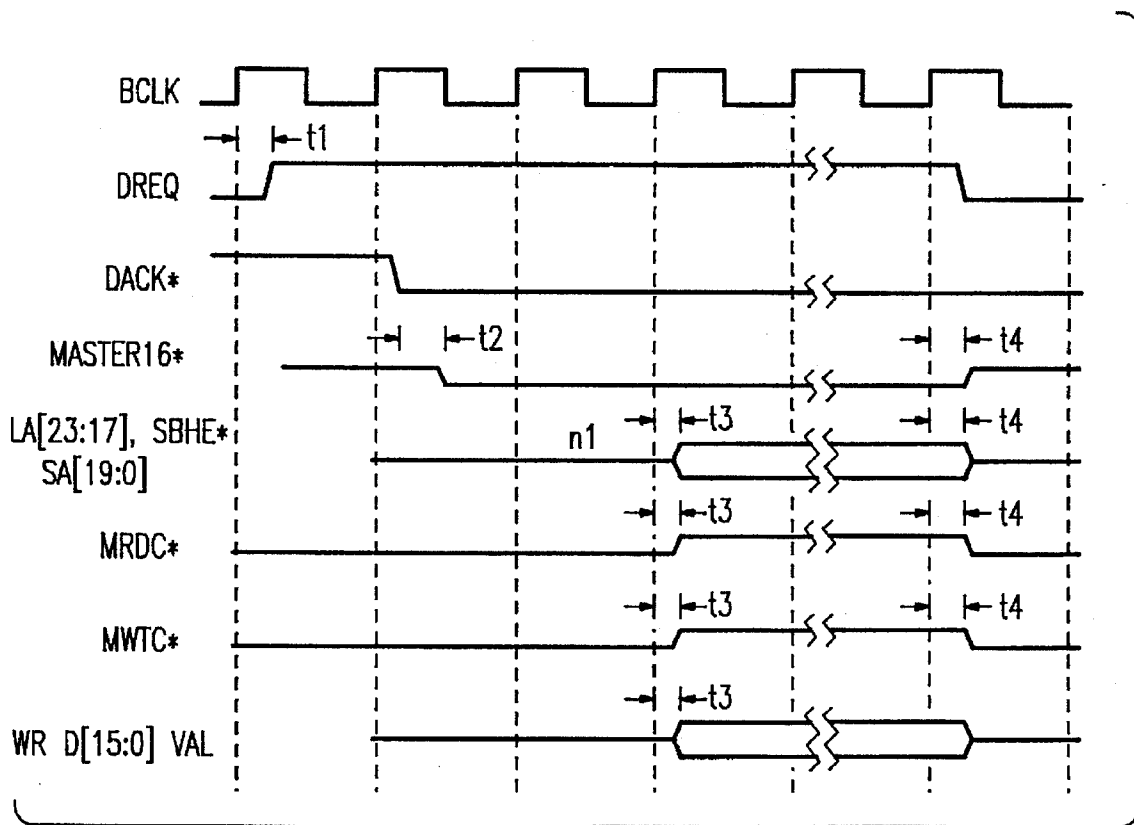 BCLK
t1
DREQ
DACK*
t2
t4
MASTER16*
LA[23:17], SBHE*
n1
t3
t4
SA[19:0]
t3
t4
MRDC*
t3
t4
MWTC*
t3
WR D[15:0] VAL